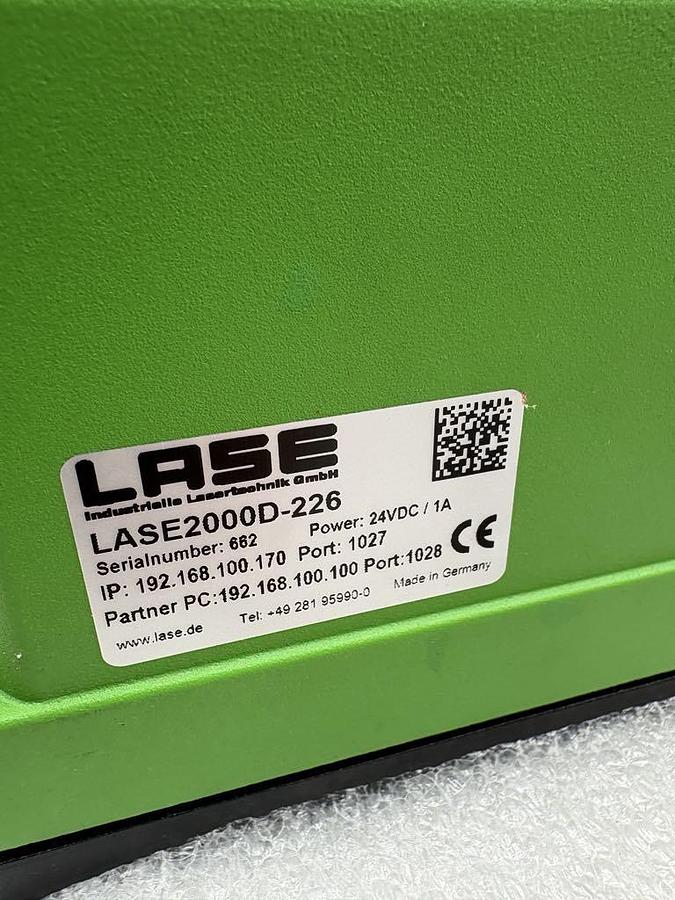 LASE
Industrielle Lasertechnik GmbH
LASE2000D-226
Serialnumber: 662 Power: 24VDC / 1A
IP: 192.168.100.170 Port: 1027
Partner PC:192.168.100.100 Port:1028
www.lase.de Tel: +49 281 95990-0 Made in Germany
CE